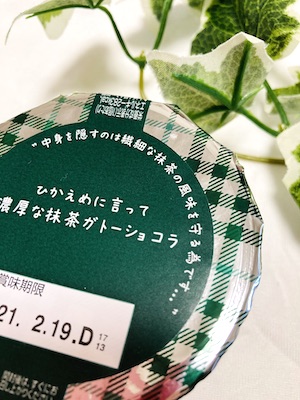 "中身を隠すのは繊細な抹茶の風味を守る為です…"
ひかえめに言って
濃厚な抹茶ガトーショコラ
賞味期限
21. 2.19.D
17
13